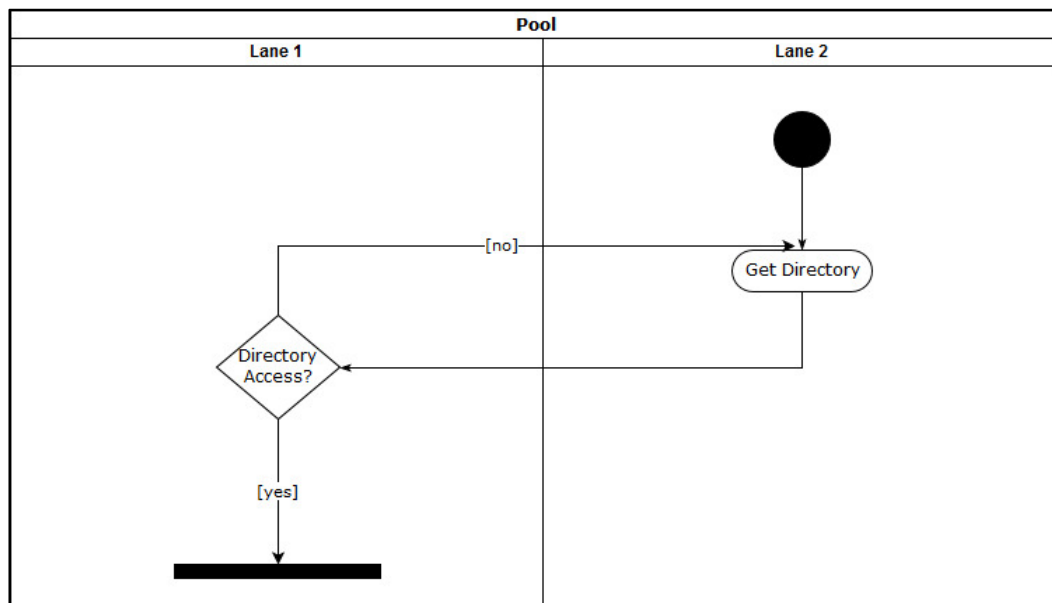 Pool
Lane 1
Lane 2
[no]
Get Directory
Directory
Access?
[yes]